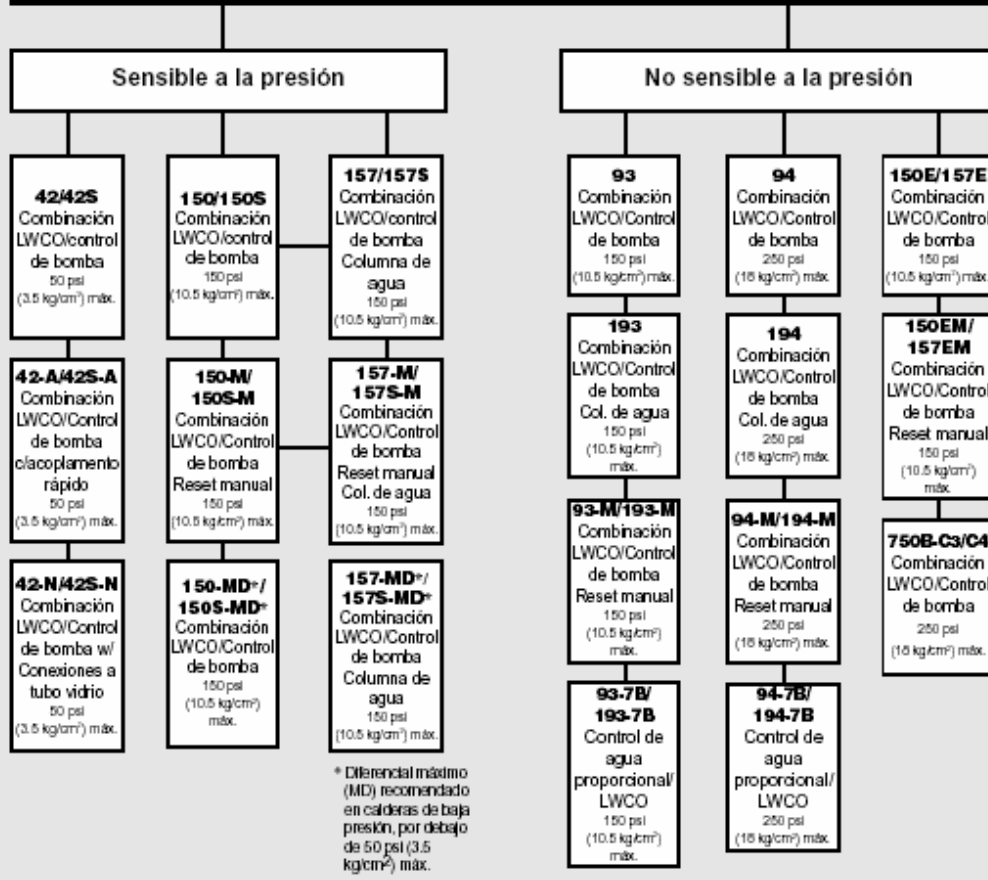 Sensible a la presión
42/42S
Combinación
LWCO/control
de bomba
50 psi
(3.5 kg/cm²) máx.
42-A/42S-A
Combinación
LWCO/Control
de bomba
c/acoplamento
rápido
50 psi
(3.5 kg/cm²) máx.
42-N/42S-N
Combinación
LWCO/Control
de bomba w/
Conexiones a
tubo vidrio
50 psi
(3.5 kg/cm²) máx.
150/150S
Combinación
LWCO/control
de bomba
150 psi
(10.5 kg/cm²) máx.
150-M/
150S-M
Combinación
LWCO/Control
de bomba
Reset manual
150 psi
(10.5 kg/cm²) máx.
150-MD*/
150S-MD*
Combinación
LWCO/Control
de bomba
150 psi
(10.5 kg/cm²)
máx.
157/157S
Combinación
LWCO/control
de bomba
Columna de
agua
150 psi
(10.5 kg/cm²) máx.
157-M/
157S-M
Combinación
LWCO/Control
de bomba
Reset manual
Col. de agua
150 psi
(10.5 kg/cm²) máx.
157-MD*/
157S-MD*
Combinación
LWCO/Control
de bomba
Columna de
agua
150 psi
(10.5 kg/cm²) máx.
* Diferencial máximo
(MD) recomendado
en calderas de baja
presión, por debajo
de 50 psi (3.5
kg/cm²) máx.
No sensible a la presión
93
Combinación
LWCO/Control
de bomba
150 psi
(10.5 kg/cm²) máx.
193
Combinación
LWCO/Control
de bomba
Col. de agua
150 psi
(10.5 kg/cm²)
máx.
93-M/193-M
Combinación
LWCO/Control
de bomba
Reset manual
150 psi
(10.5 kg/cm²)
máx.
93-7B/
193-7B
Control de
agua
proporcional/
LWCO
150 psi
(10.5 kg/cm²)
máx.
94
Combinación
LWCO/Control
de bomba
250 psi
(18 kg/cm²) máx.
194
Combinación
LWCO/Control
de bomba
Col. de agua
250 psi
(18 kg/cm²) máx.
94-M/194-M
Combinación
LWCO/Control
de bomba
Reset manual
250 psi
(18 kg/cm²) máx.
94-7B/
194-7B
Control de
agua
proporcional/
LWCO
250 psi
(18 kg/cm²) máx.
150E/157E
Combinación
LWCO/Control
de bomba
150 psi
(10.5 kg/cm²) máx.
150EM/
157EM
Combinación
LWCO/Control
de bomba
Reset manual
150 psi
(10.5 kg/cm²)
máx.
750B-C3/C4
Combinación
LWCO/Control
de bomba
250 psi
(18 kg/cm²) máx.